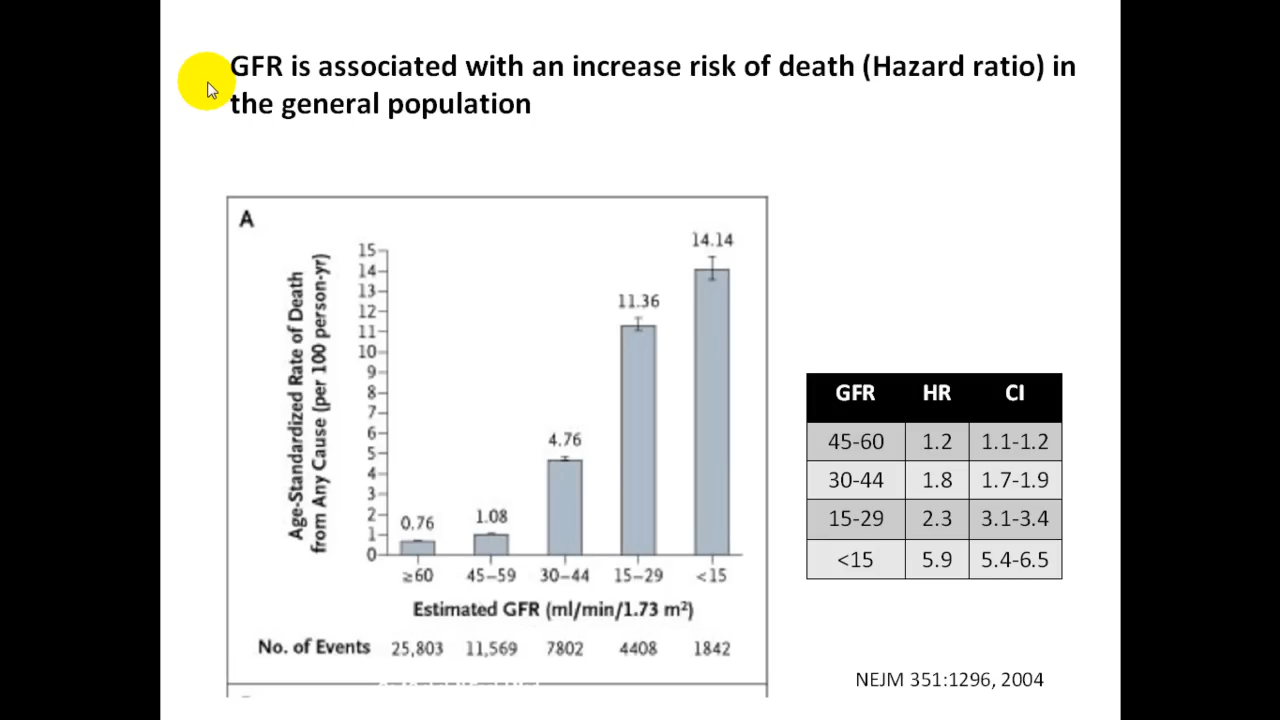 GFR is associated with an increase risk of death (Hazard ratio) in
the general population
A
Age-Standardized Rate of Death
from Any Cause (per 100 person-yr)
15
14
13
12
11
10
9
8
7
6
5
4
3
2
1
0
0.76
1.08
4.76
11.36
14.14
≥60 45–59 30–44 15–29 <15
Estimated GFR (ml/min/1.73 m²)
No. of Events 25,803 11,569 7802 4408 1842
GFR HR CI
45-60 1.2 1.1-1.2
30-44 1.8 1.7-1.9
15-29 2.3 3.1-3.4
<15 5.9 5.4-6.5
NEJM 351:1296, 2004